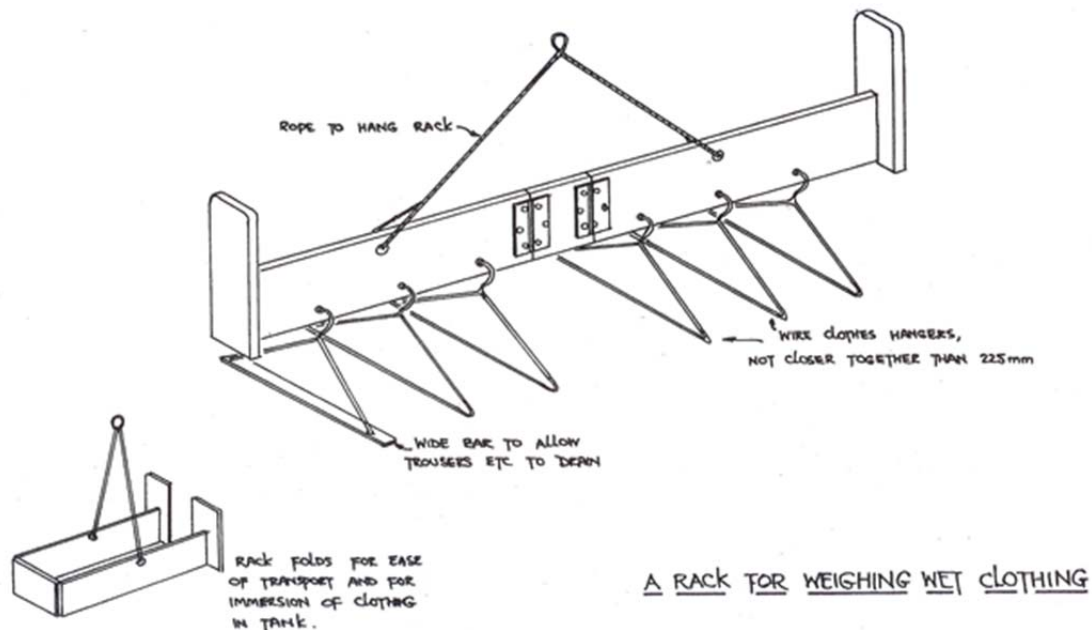 ROPE TO HANG RACK
WIRE CLOTHES HANGERS,
NOT CLOSER TOGETHER THAN 225mm
WIDE BAR TO ALLOW
TROUSERS ETC TO DRAIN
RACK FOLDS FOR EASE
OF TRANSPORT AND FOR
IMMERSION OF CLOTHING
IN TANK.
A RACK FOR WEIGHING WET CLOTHING